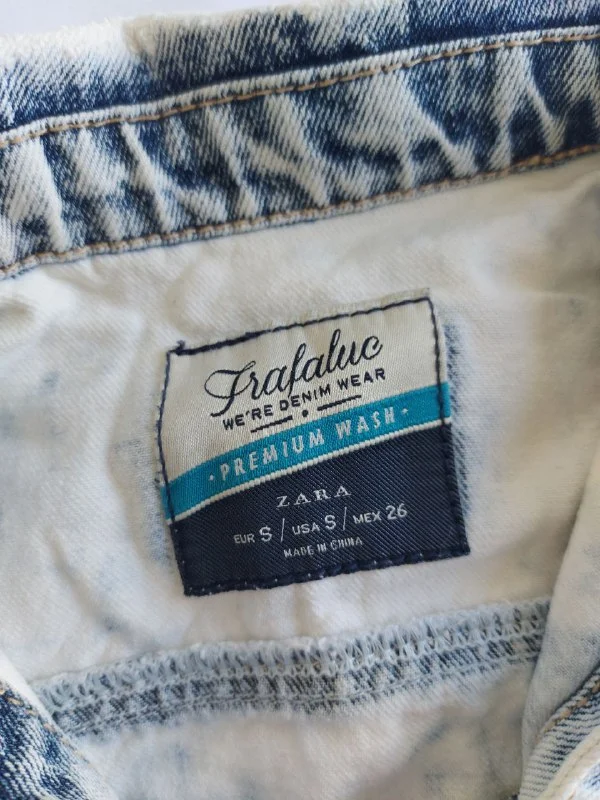 Trafaluc
WE'RE DENIM WEAR
• PREMIUM WASH •
ZARA
EUR S / USA S / MEX 26
MADE IN CHINA